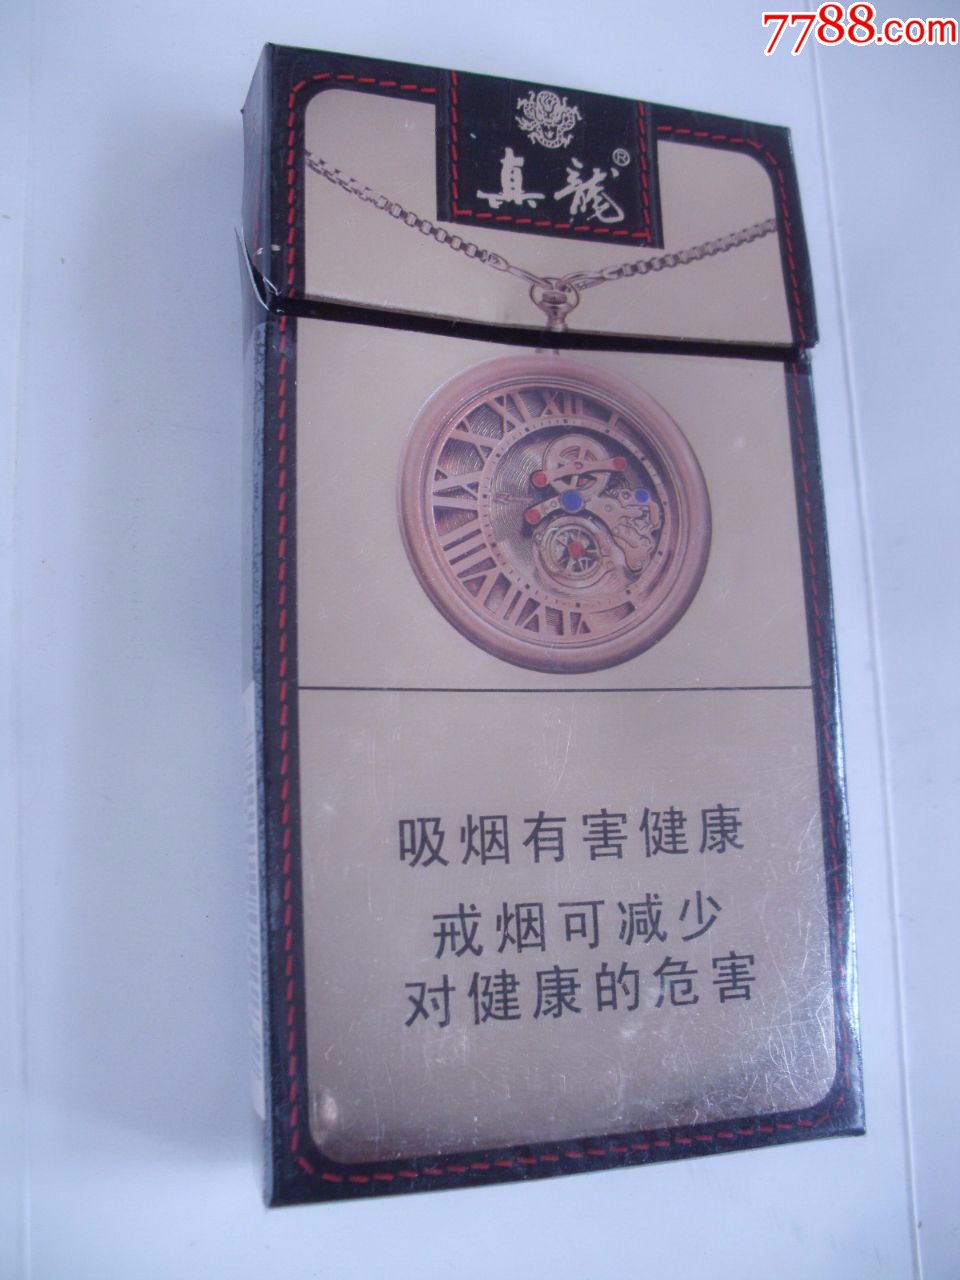 7788.com
真龍®
XII
吸烟有害健康
戒烟可减少
对健康的危害